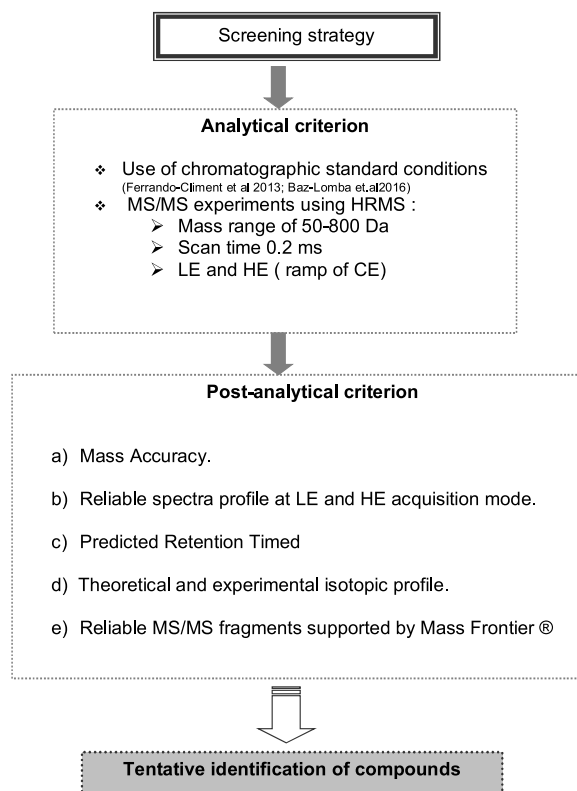 Screening strategy
Analytical criterion
❖ Use of chromatographic standard conditions
(Ferrando-Climent et al 2013; Baz-Lomba et.al2016)
❖ MS/MS experiments using HRMS :
➢ Mass range of 50-800 Da
➢ Scan time 0.2 ms
➢ LE and HE ( ramp of CE)
Post-analytical criterion
a) Mass Accuracy.
b) Reliable spectra profile at LE and HE acquisition mode.
c) Predicted Retention Timed
d) Theoretical and experimental isotopic profile.
e) Reliable MS/MS fragments supported by Mass Frontier ®
Tentative identification of compounds